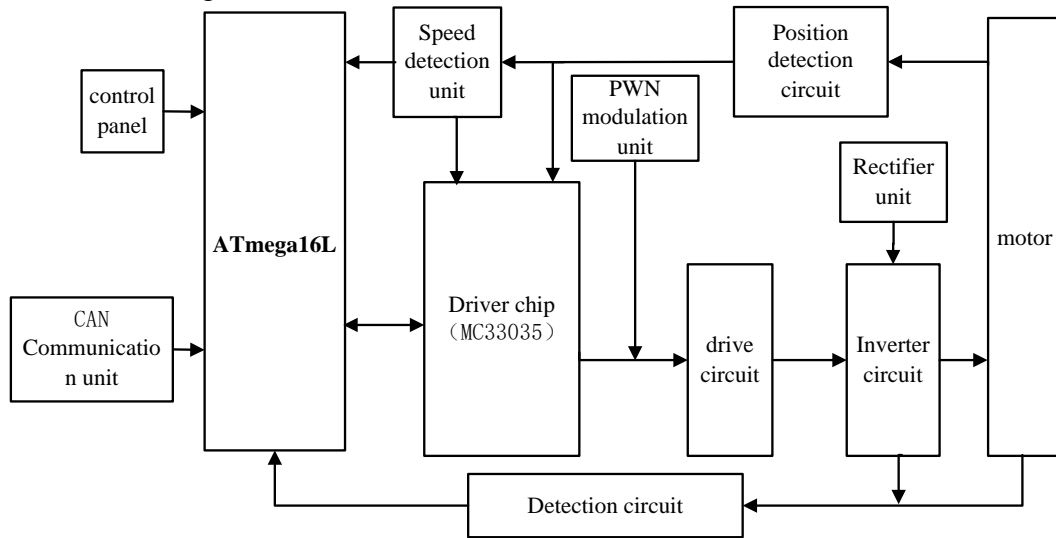 Speed
detection
unit
Position
detection
circuit
control
panel
PWN
modulation
unit
Rectifier
unit
ATmega16L
motor
CAN
Communicatio
n unit
Driver chip
（MC33035）
drive
circuit
Inverter
circuit
Detection circuit